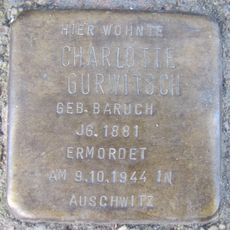 HIER WOHNTE
CHARLOTTE
GURWITSCH
GEB. BARUCH
JG. 1881
ERMORDET
AM 9.10.1944 IN
AUSCHWITZ